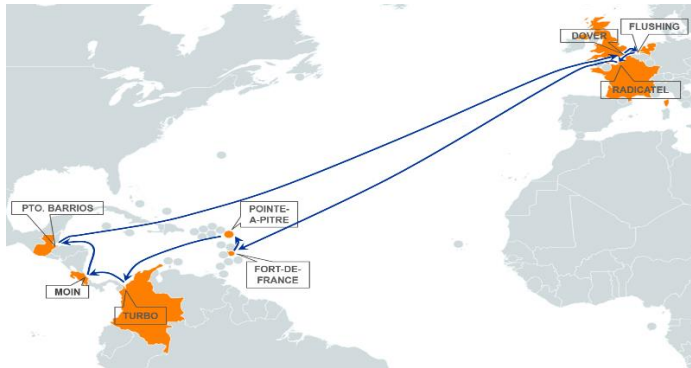 FLUSHING
DOVER
RADICATEL
PTO. BARRIOS
POINTE-
A-PITRE
FORT-DE-
FRANCE
MOIN
TURBO